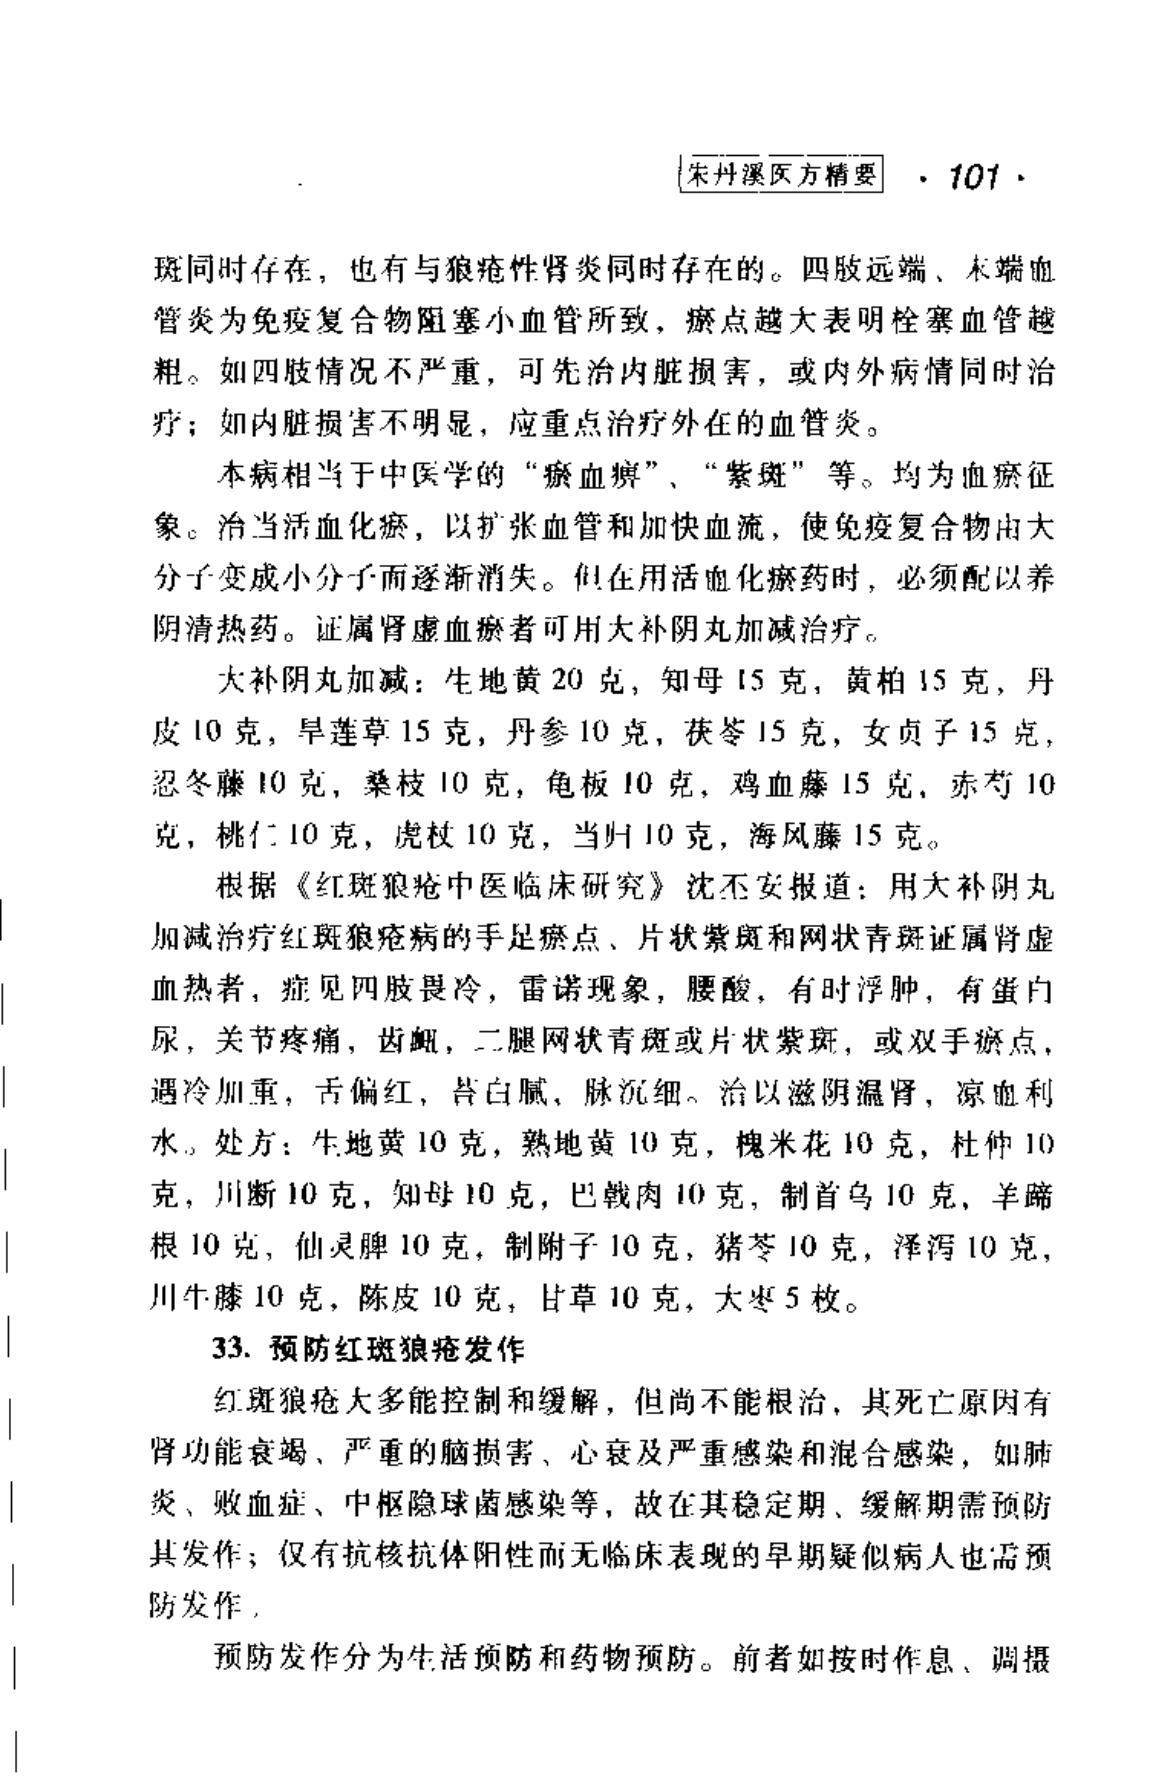 朱丹溪医方精要 · 101 ·
斑同时存在，也有与狼疮性肾炎同时存在的。四肢远端、末端血
管炎为免疫复合物阻塞小血管所致，瘀点越大表明栓塞血管越
粗。如四肢情况不严重，可先治内脏损害，或内外病情同时治
疗；如内脏损害不明显，应重点治疗外在的血管炎。
本病相当于中医学的“瘀血痹”、“紫斑”等。均为血瘀征
象。治当活血化瘀，以扩张血管和加快血流，使免疫复合物由大
分子变成小分子而逐渐消失。但在用活血化瘀药时，必须配以养
阴清热药。证属肾虚血瘀者可用大补阴丸加减治疗。
大补阴丸加减：生地黄 20 克，知母 15 克，黄柏 15 克，丹
皮 10 克，旱莲草 15 克，丹参 10 克，茯苓 15 克，女贞子 15 克，
忍冬藤 10 克，桑枝 10 克，龟板 10 克，鸡血藤 15 克，赤芍 10
克，桃仁 10 克，虎杖 10 克，当归 10 克，海风藤 15 克。
根据《红斑狼疮中医临床研究》沈丕安报道：用大补阴丸
加减治疗红斑狼疮病的手足瘀点、片状紫斑和网状青斑证属肾虚
血热者，症见四肢畏冷，雷诺现象，腰酸，有时浮肿，有蛋白
尿，关节疼痛，齿衄，二腿网状青斑或片状紫斑，或双手瘀点，
遇冷加重，舌偏红，苔白腻，脉沉细。治以滋阴温肾，凉血利
水。处方：生地黄 10 克，熟地黄 10 克，槐米花 10 克，杜仲 10
克，川断 10 克，知母 10 克，巴戟肉 10 克，制首乌 10 克，羊蹄
根 10 克，仙灵脾 10 克，制附子 10 克，猪苓 10 克，泽泻 10 克，
川牛膝 10 克，陈皮 10 克，甘草 10 克，大枣 5 枚。
33. 预防红斑狼疮发作
红斑狼疮大多能控制和缓解，但尚不能根治，其死亡原因有
肾功能衰竭、严重的脑损害、心衰及严重感染和混合感染，如肺
炎、败血症、中枢隐球菌感染等，故在其稳定期、缓解期需预防
其发作；仅有抗核抗体阳性而无临床表现的早期疑似病人也需预
防发作．
预防发作分为生活预防和药物预防。前者如按时作息、调摄